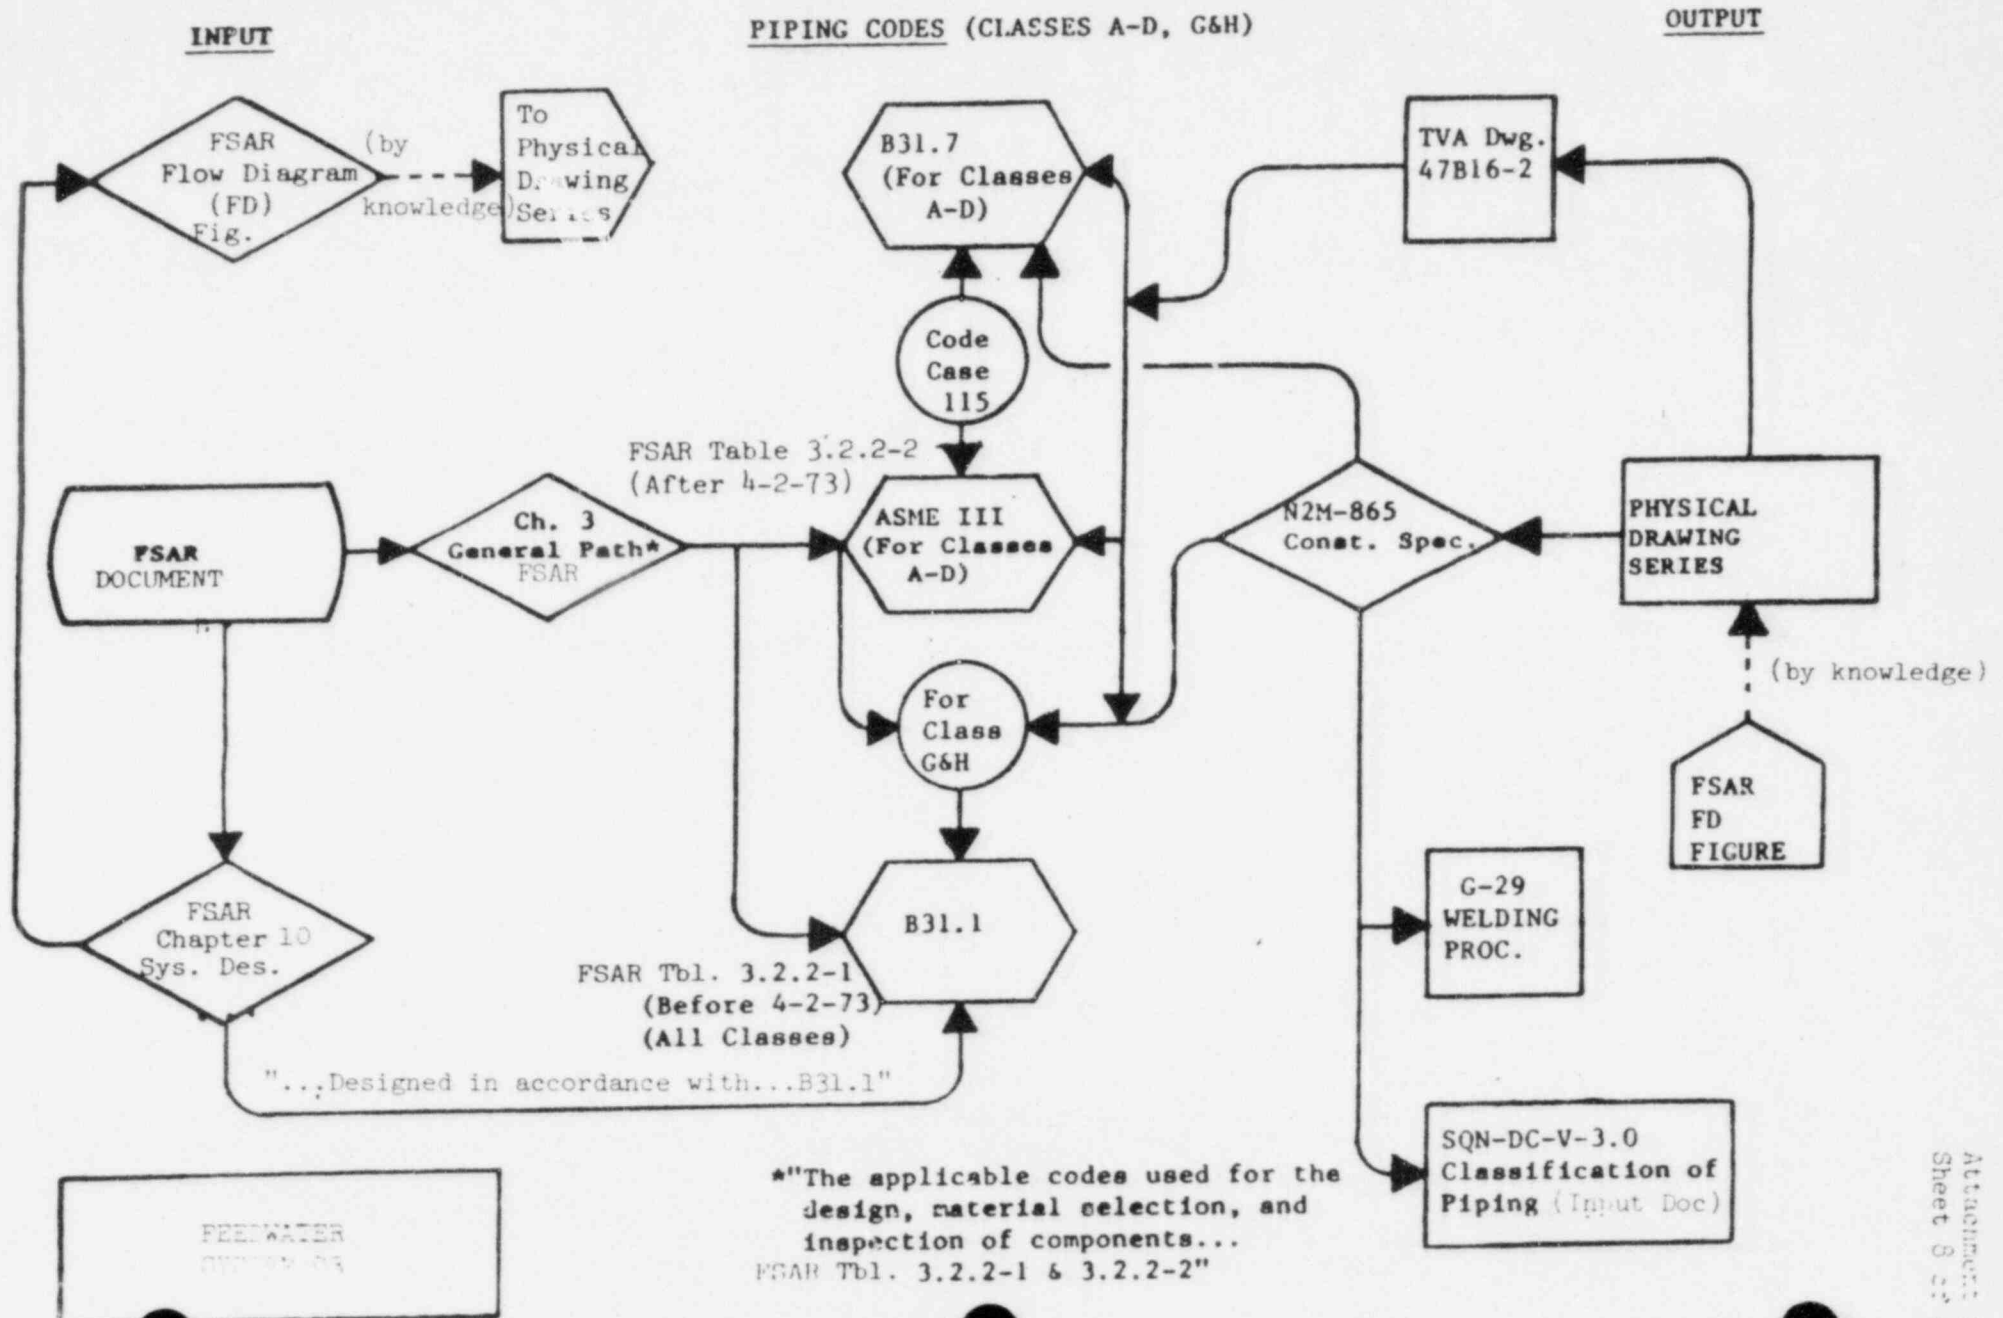 INPUT
PIPING CODES (CLASSES A-D, G&H)
OUTPUT
FSAR
Flow Diagram
(FD)
Fig.
(by
knowledge)
To
Physical
Drawing
Series
B31.7
(For Classes
A-D)
TVA Dwg.
47B16-2
Code
Case
115
FSAR Table 3.2.2-2
(After 4-2-73)
FSAR
DOCUMENT
Ch. 3
General Path*
FSAR
ASME III
(For Classes
A-D)
N2M-865
Const. Spec.
PHYSICAL
DRAWING
SERIES
(by knowledge)
For
Class
G&H
FSAR
FD
FIGURE
FSAR
Chapter 10
Sys. Des.
B31.1
G-29
WELDING
PROC.
FSAR Tbl. 3.2.2-1
(Before 4-2-73)
(All Classes)
"...Designed in accordance with...B31.1"
SQN-DC-V-3.0
Classification of
Piping (Input Doc)
*"The applicable codes used for the
design, material selection, and
inspection of components...
FSAR Tbl. 3.2.2-1 & 3.2.2-2"
FEEDWATER
Attachment
Sheet 8 of